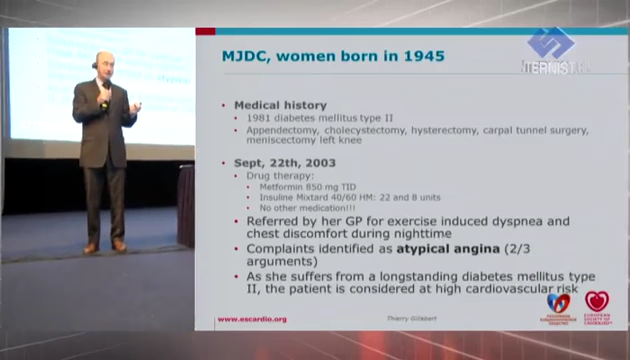 MJDC, women born in 1945
Medical history
1981 diabetes mellitus type II
Appendectomy, cholecystectomy, hysterectomy, carpal tunnel surgery,
meniscectomy left knee
Sept, 22th, 2003
Drug therapy:
Metformin 850 mg TID
Insuline Mixtard 40/60 HM: 22 and 8 units
No other medication!!!
Referred by her GP for exercise induced dyspnea and
chest discomfort during nighttime
Complaints identified as atypical angina (2/3
arguments)
As she suffers from a longstanding diabetes mellitus type
II, the patient is considered at high cardiovascular risk
www.escardio.org
Thierry Gillebert
EUROPEAN
SOCIETY OF
CARDIOLOGY